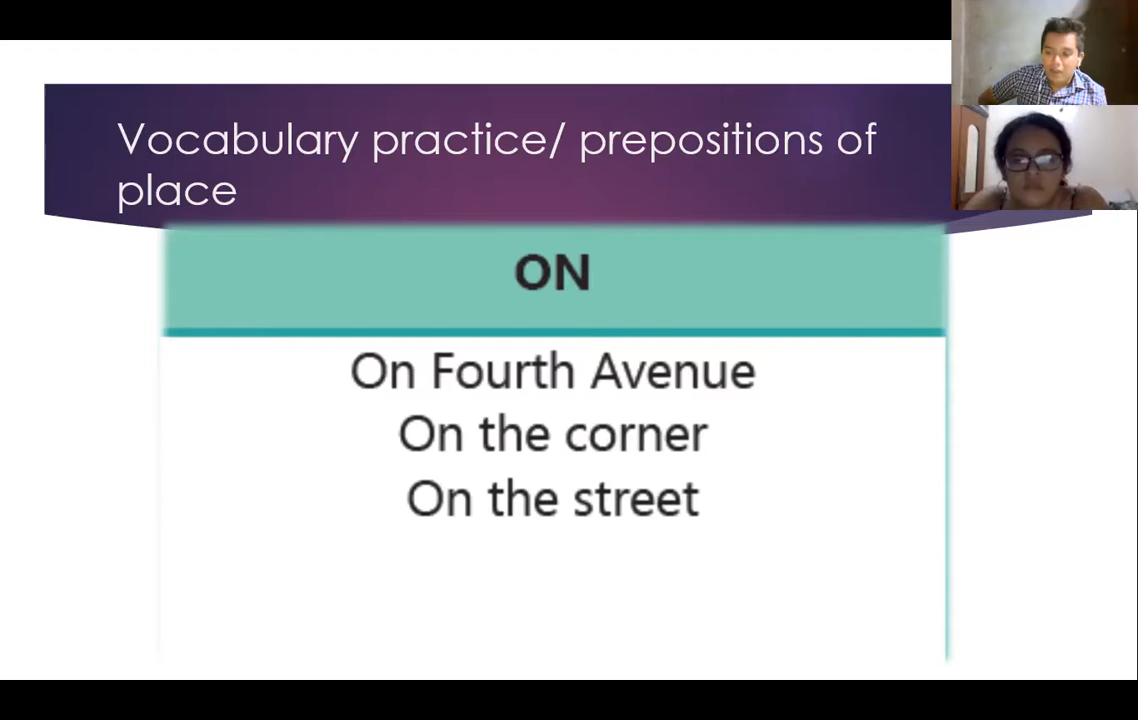 Vocabulary practice/ prepositions of
place
ON
On Fourth Avenue
On the corner
On the street